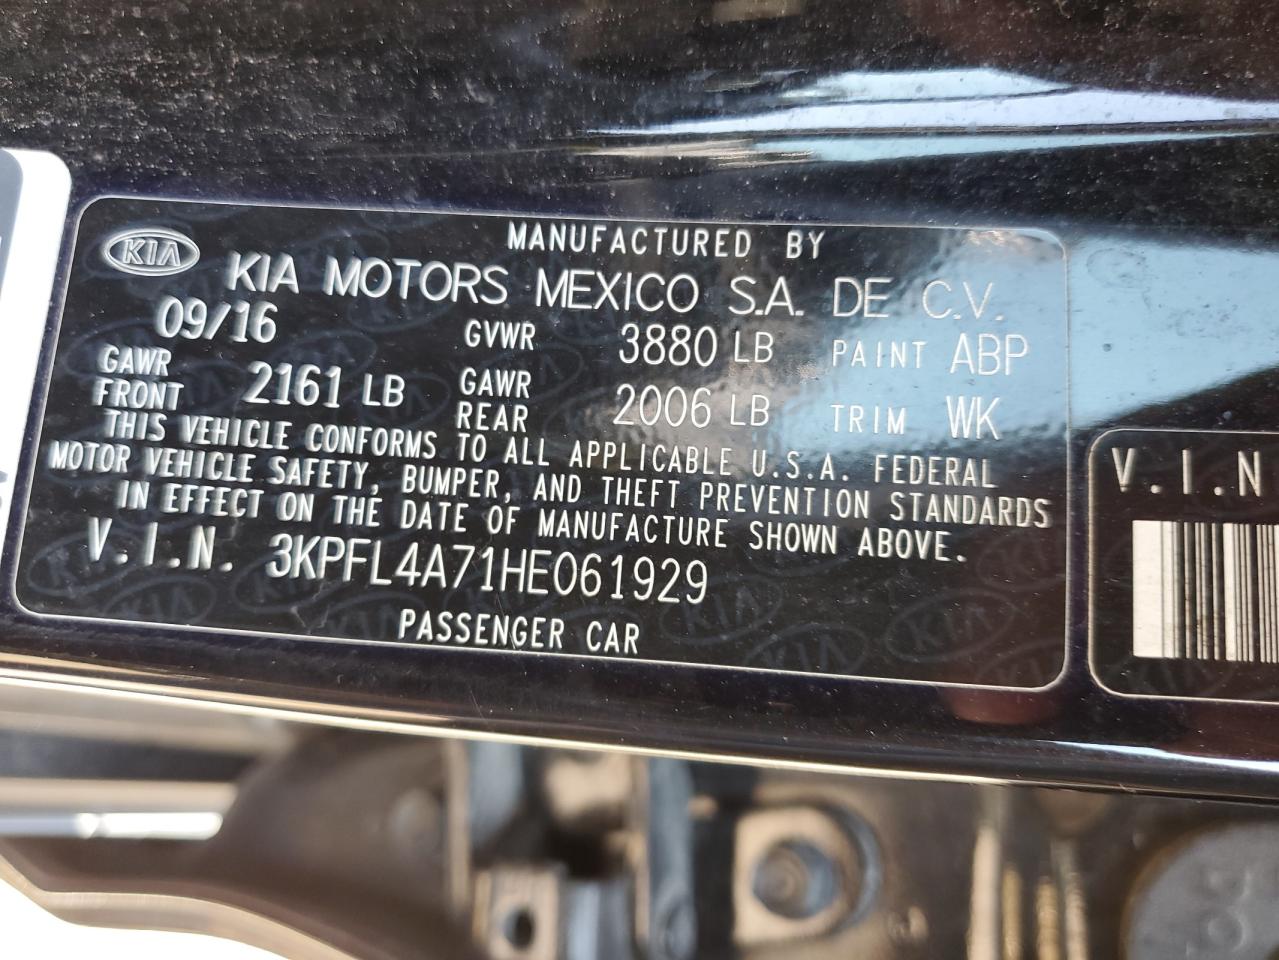 KIA
MANUFACTURED BY
KIA MOTORS MEXICO S.A. DE C.V.
09/16 GVWR 3880 LB PAINT ABP
GAWR FRONT 2161 LB GAWR REAR 2006 LB TRIM WK
THIS VEHICLE CONFORMS TO ALL APPLICABLE U.S.A. FEDERAL
MOTOR VEHICLE SAFETY, BUMPER, AND THEFT PREVENTION STANDARDS
IN EFFECT ON THE DATE OF MANUFACTURE SHOWN ABOVE.
V.I.N. 3KPFL4A71HE061929
PASSENGER CAR
V.I.N